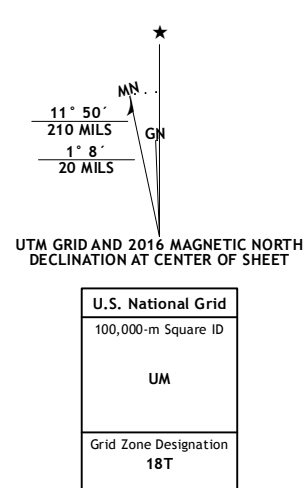 MN
GN
11° 50´
210 MILS
1° 8´
20 MILS
UTM GRID AND 2016 MAGNETIC NORTH
DECLINATION AT CENTER OF SHEET
U.S. National Grid
100,000-m Square ID
UM
Grid Zone Designation
18T